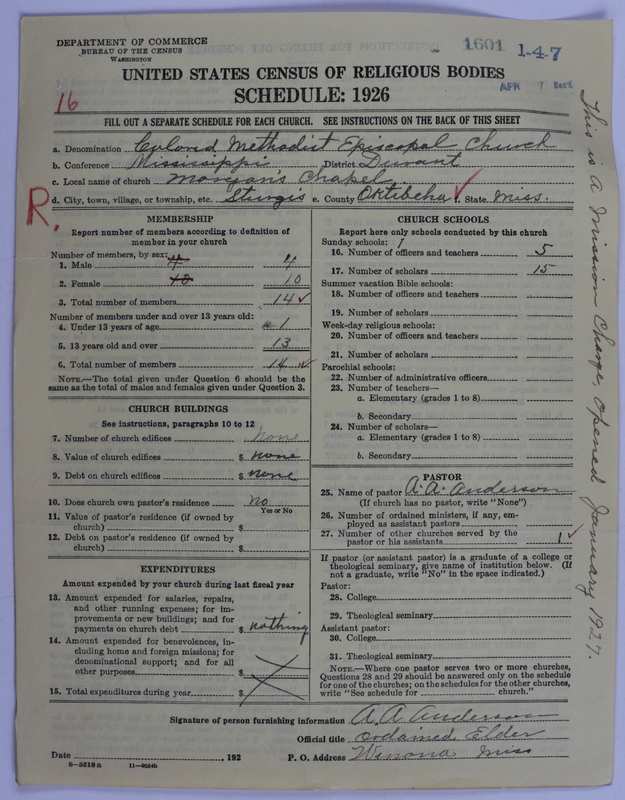 DEPARTMENT OF COMMERCE
BUREAU OF THE CENSUS
WASHINGTON
1601 1-4-7
UNITED STATES CENSUS OF RELIGIOUS BODIES
APR 7
SCHEDULE: 1926
16
FILL OUT A SEPARATE SCHEDULE FOR EACH CHURCH. SEE INSTRUCTIONS ON THE BACK OF THIS SHEET
a. Denomination Colored Methodist Episcopal Church
b. Conference Mississippi District Durant
c. Local name of church Morgan's Chapel
R. d. City, town, village, or township, etc. Sturgis e. County Oktibeha f. State Miss.
MEMBERSHIP
Report number of members according to definition of
member in your church
Number of members, by sex:
1. Male 4 4
2. Female 10 10
3. Total number of members 14
Number of members under and over 13 years old:
4. Under 13 years of age 1
5. 13 years old and over 13
6. Total number of members 14
NOTE.—The total given under Question 6 should be the
same as the total of males and females given under Question 3.
CHURCH BUILDINGS
See instructions, paragraphs 10 to 12
7. Number of church edifices none
8. Value of church edifices $ none
9. Debt on church edifices $ none
10. Does church own pastor's residence No
Yes or No
11. Value of pastor's residence (if owned by
church) $
12. Debt on pastor's residence (if owned by
church) $
EXPENDITURES
Amount expended by your church during last fiscal year
13. Amount expended for salaries, repairs,
and other running expenses; for im-
provements or new buildings; and for
payments on church debt $ nothing
14. Amount expended for benevolences, in-
cluding home and foreign missions; for
denominational support; and for all
other purposes $
15. Total expenditures during year $
CHURCH SCHOOLS
Report here only schools conducted by this church
Sunday schools: 1
16. Number of officers and teachers 5
17. Number of scholars 15
Summer vacation Bible schools:
18. Number of officers and teachers
19. Number of scholars
Week-day religious schools:
20. Number of officers and teachers
21. Number of scholars
Parochial schools:
22. Number of administrative officers
23. Number of teachers—
a. Elementary (grades 1 to 8)
b. Secondary
24. Number of scholars—
a. Elementary (grades 1 to 8)
b. Secondary
PASTOR
25. Name of pastor A. A. Anderson
(If church has no pastor, write "None")
26. Number of ordained ministers, if any, em-
ployed as assistant pastors
27. Number of other churches served by the
pastor or his assistants 1
If pastor (or assistant pastor) is a graduate of a college or
theological seminary, give name of institution below. (If
not a graduate, write "No" in the space indicated.)
Pastor:
28. College
29. Theological seminary
Assistant pastor:
30. College
31. Theological seminary
NOTE.—Where one pastor serves two or more churches,
Questions 28 and 29 should be answered only on the schedule
for one of the churches; on the schedules for the other churches,
write "See schedule for church."
Signature of person furnishing information A. A Anderson
Official title Ordained Elder
Date , 192 P. O. Address Winona Miss
8—5518a 11—9024b
This is a Mission Charge, opened January 1927.